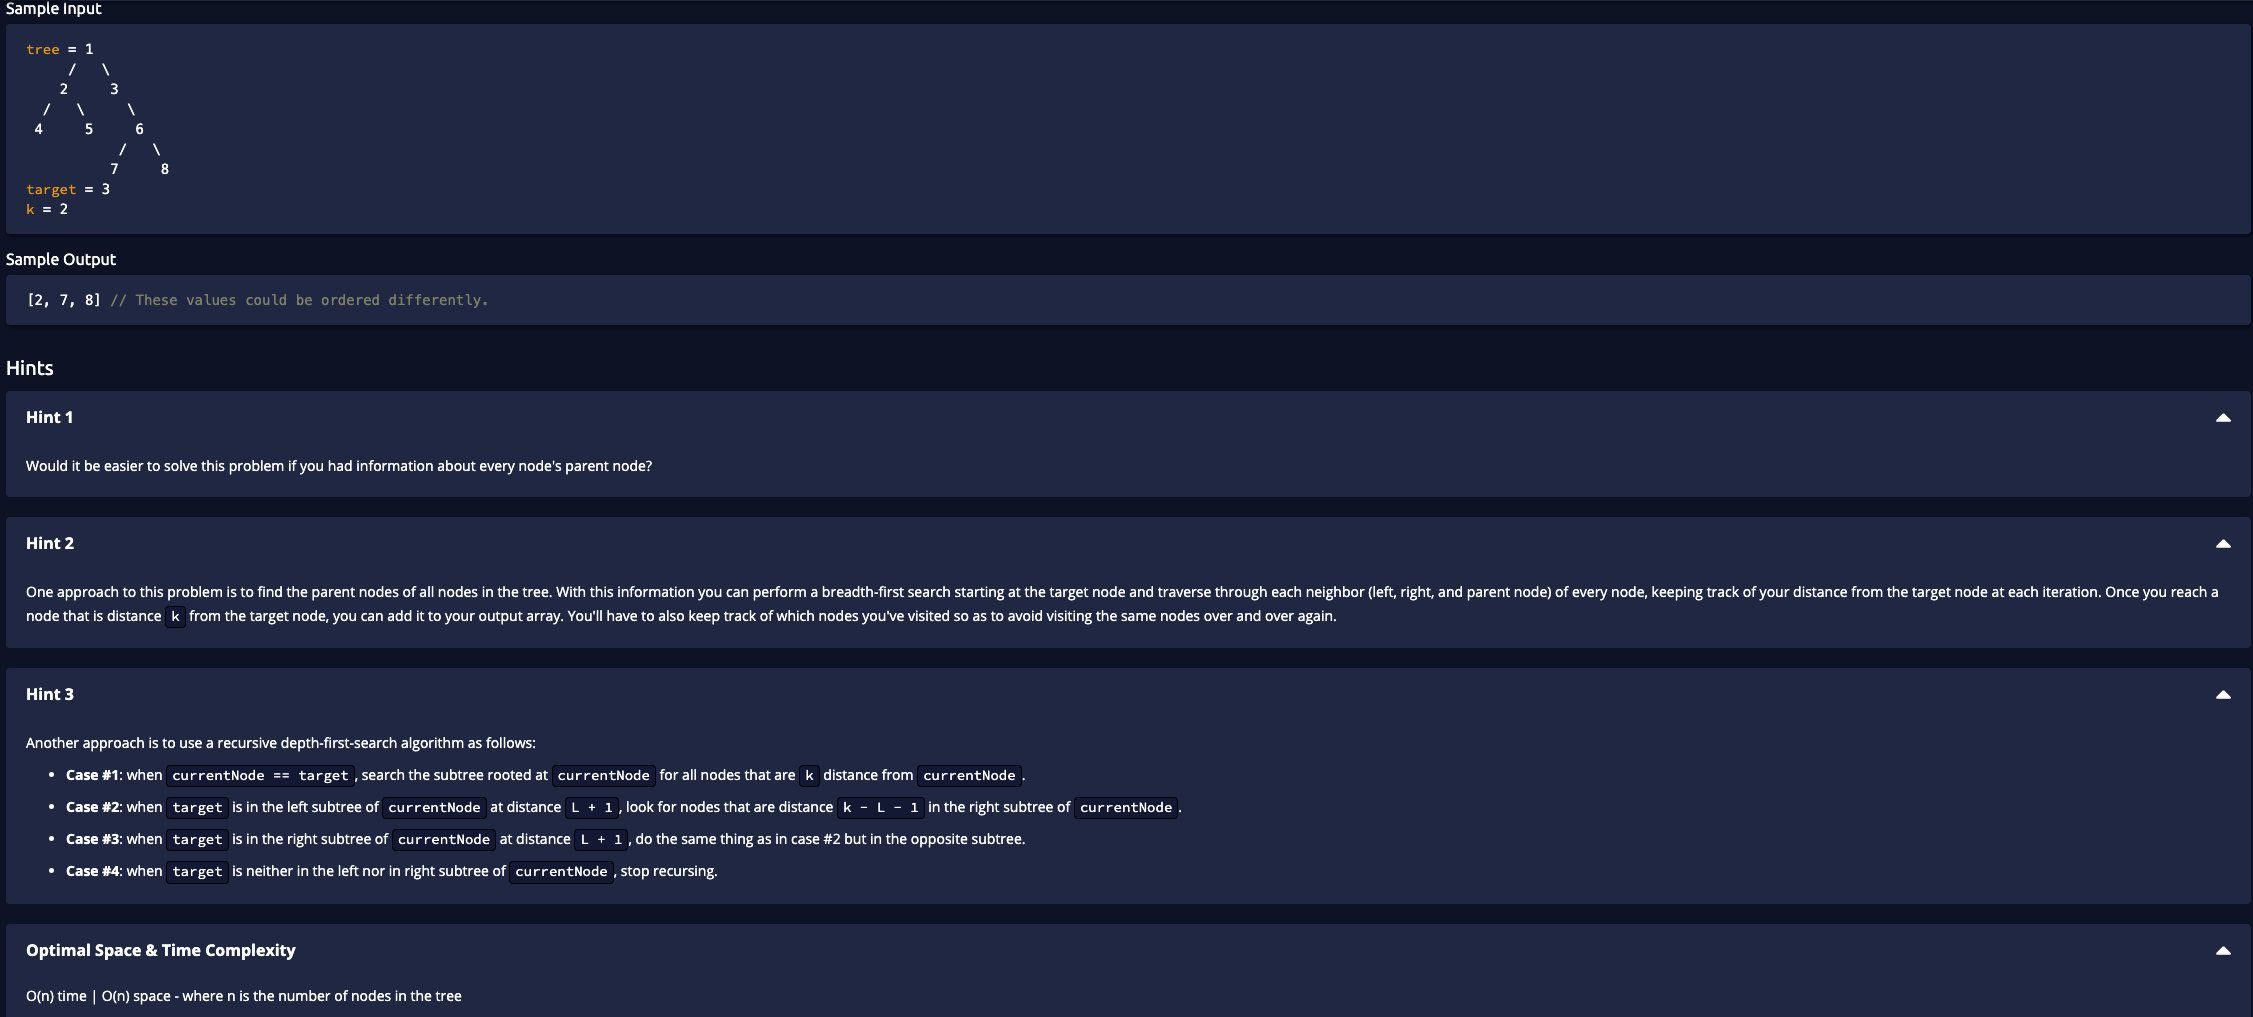 Sample Input
tree = 1
/ \
2 3
/ \ \
4 5 6
/ \
7 8
target = 3
k = 2
Sample Output
[2, 7, 8] // These values could be ordered differently.
Hints
Hint 1
Would it be easier to solve this problem if you had information about every node's parent node?
Hint 2
One approach to this problem is to find the parent nodes of all nodes in the tree. With this information you can perform a breadth-first search starting at the target node and traverse through each neighbor (left, right, and parent node) of every node, keeping track of your distance from the target node at each iteration. Once you reach a
node that is distance k from the target node, you can add it to your output array. You'll have to also keep track of which nodes you've visited so as to avoid visiting the same nodes over and over again.
Hint 3
Another approach is to use a recursive depth-first-search algorithm as follows:
• Case #1: when currentNode == target, search the subtree rooted at currentNode for all nodes that are k distance from currentNode.
• Case #2: when target is in the left subtree of currentNode at distance L + 1, look for nodes that are distance k - L - 1 in the right subtree of currentNode.
• Case #3: when target is in the right subtree of currentNode at distance L + 1, do the same thing as in case #2 but in the opposite subtree.
• Case #4: when target is neither in the left nor in right subtree of currentNode, stop recursing.
Optimal Space & Time Complexity
O(n) time | O(n) space - where n is the number of nodes in the tree